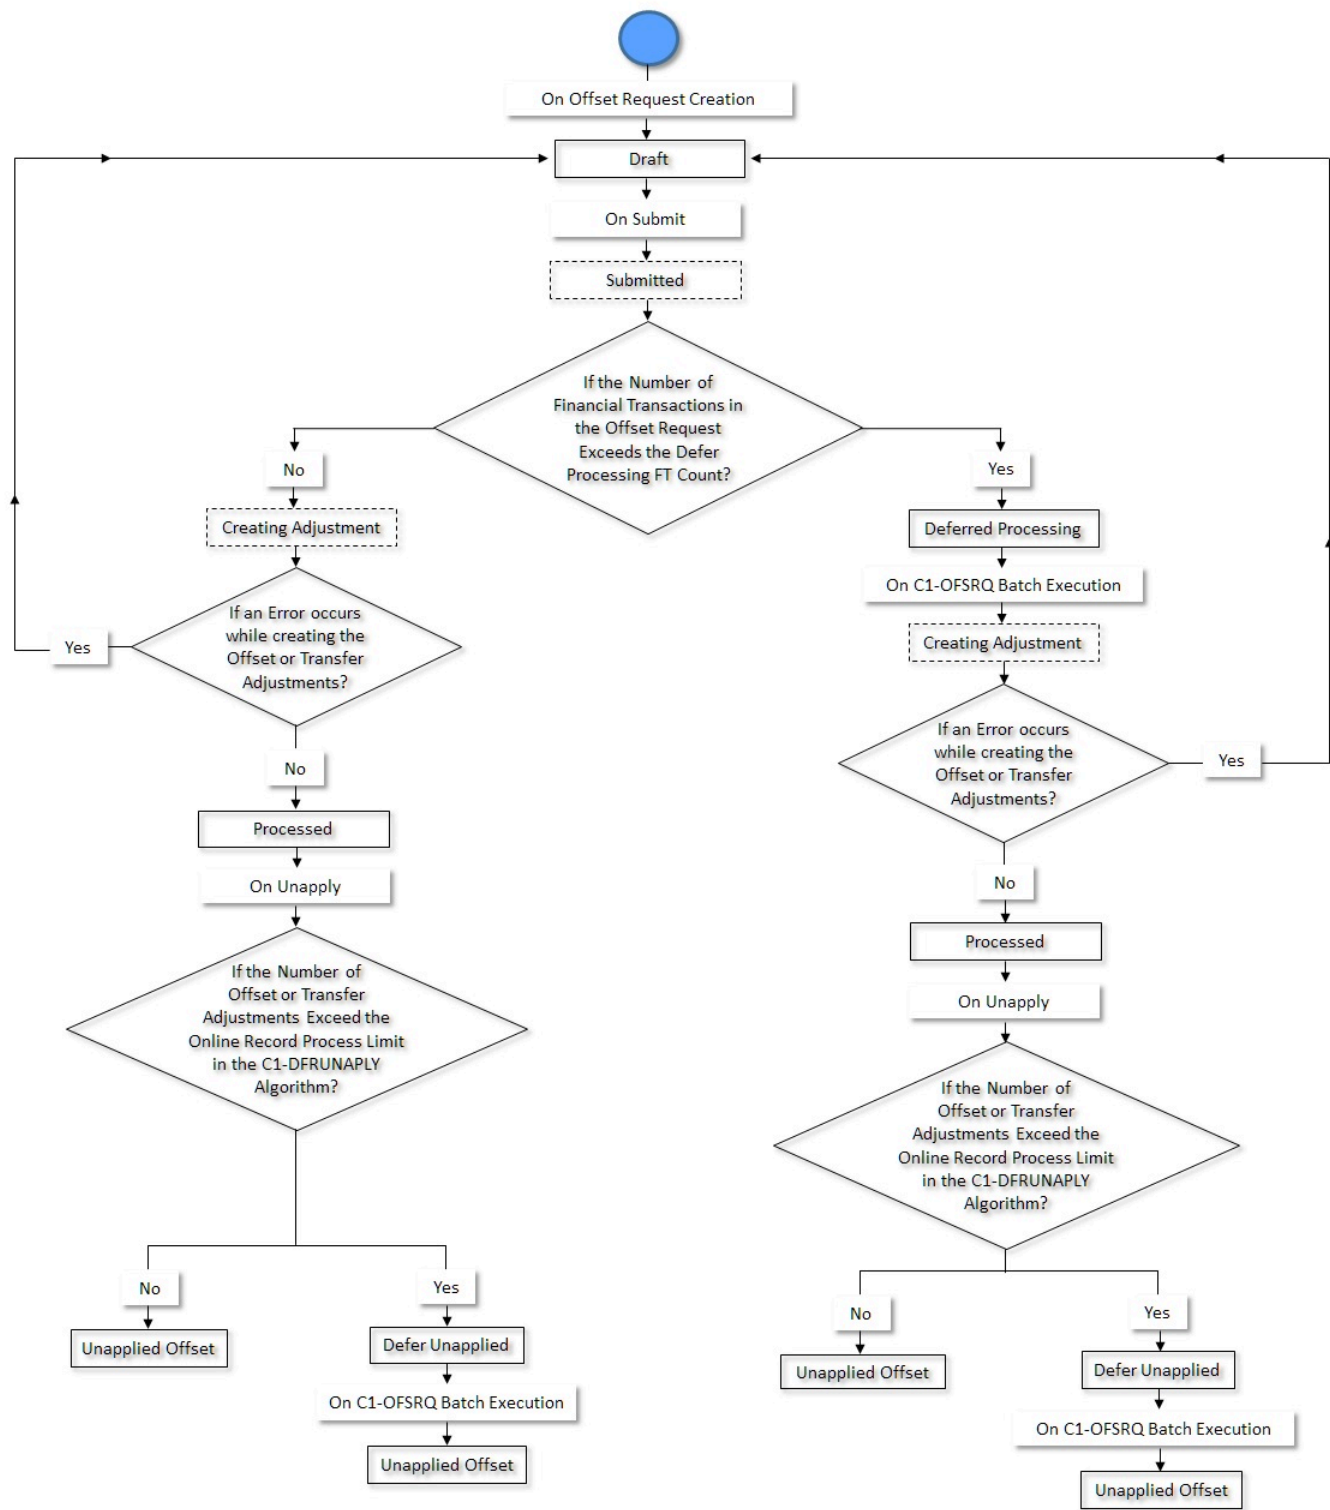 On Offset Request Creation
Draft
On Submit
Submitted
If the Number of
Financial Transactions in
the Offset Request
Exceeds the Defer
Processing FT Count?
No
Creating Adjustment
If an Error occurs
while creating the
Offset or Transfer
Adjustments?
Yes
No
Processed
On Unapply
If the Number of
Offset or Transfer
Adjustments Exceed the
Online Record Process Limit
in the C1-DFRUNAPLY
Algorithm?
No
Unapplied Offset
Yes
Defer Unapplied
On C1-OFSRQ Batch Execution
Unapplied Offset
Yes
Deferred Processing
On C1-OFSRQ Batch Execution
Creating Adjustment
If an Error occurs
while creating the
Offset or Transfer
Adjustments?
Yes
No
Processed
On Unapply
If the Number of
Offset or Transfer
Adjustments Exceed the
Online Record Process Limit
in the C1-DFRUNAPLY
Algorithm?
No
Unapplied Offset
Yes
Defer Unapplied
On C1-OFSRQ Batch Execution
Unapplied Offset